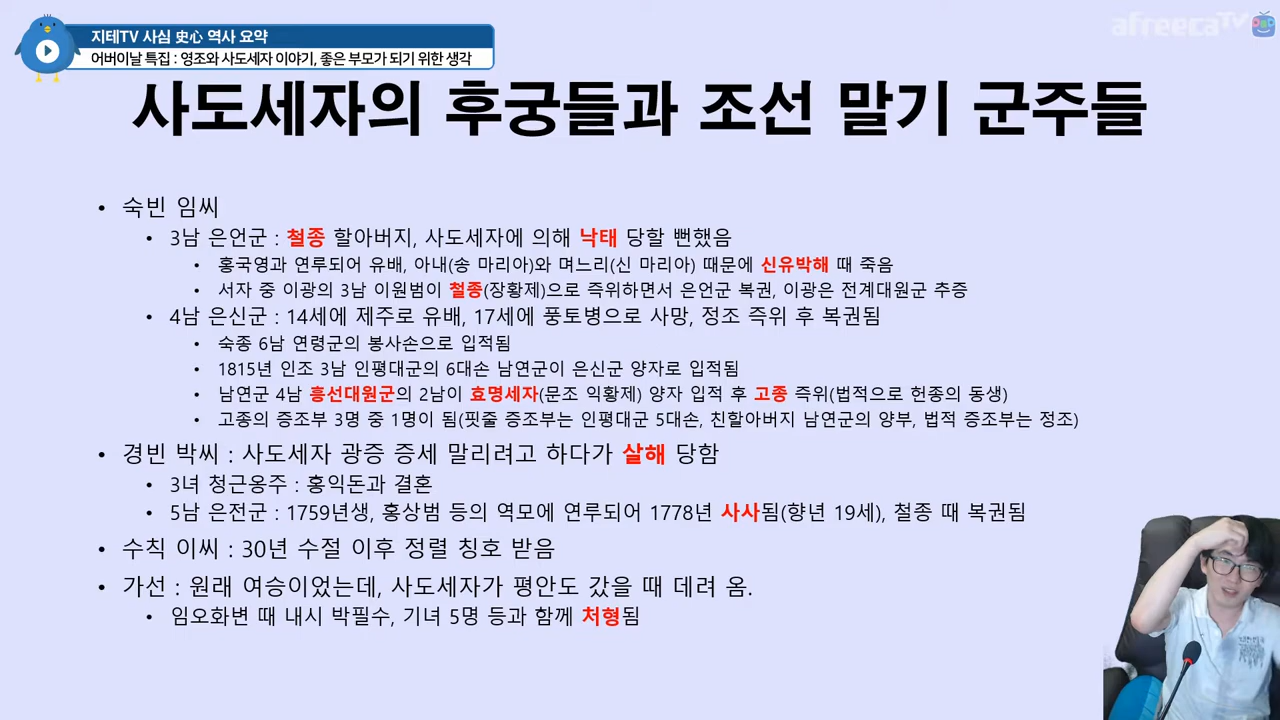 지테TV 사심 史心 역사 요약
afreecaTV
어버이날 특집 : 영조와 사도세자 이야기, 좋은 부모가 되기 위한 생각
사도세자의 후궁들과 조선 말기 군주들
• 숙빈 임씨
• 3남 은언군 : 철종 할아버지, 사도세자에 의해 낙태 당할 뻔했음
• 홍국영과 연루되어 유배, 아내(송 마리아)와 며느리(신 마리아) 때문에 신유박해 때 죽음
• 서자 중 이광의 3남 이원범이 철종(장황제)으로 즉위하면서 은언군 복권, 이광은 전계대원군 추증
• 4남 은신군 : 14세에 제주로 유배, 17세에 풍토병으로 사망, 정조 즉위 후 복권됨
• 숙종 6남 연령군의 봉사손으로 입적됨
• 1815년 인조 3남 인평대군의 6대손 남연군이 은신군 양자로 입적됨
• 남연군 4남 흥선대원군의 2남이 효명세자(문조 익황제) 양자 입적 후 고종 즉위(법적으로 헌종의 동생)
• 고종의 증조부 3명 중 1명이 됨(핏줄 증조부는 인평대군 5대손, 친할아버지 남연군의 양부, 법적 증조부는 정조)
• 경빈 박씨 : 사도세자 광증 증세 말리려고 하다가 살해 당함
• 3녀 청근옹주 : 홍익돈과 결혼
• 5남 은전군 : 1759년생, 홍상범 등의 역모에 연루되어 1778년 사사됨(향년 19세), 철종 때 복권됨
• 수칙 이씨 : 30년 수절 이후 정렬 칭호 받음
• 가선 : 원래 여승이었는데, 사도세자가 평안도 갔을 때 데려 옴.
• 임오화변 때 내시 박필수, 기녀 5명 등과 함께 처형됨